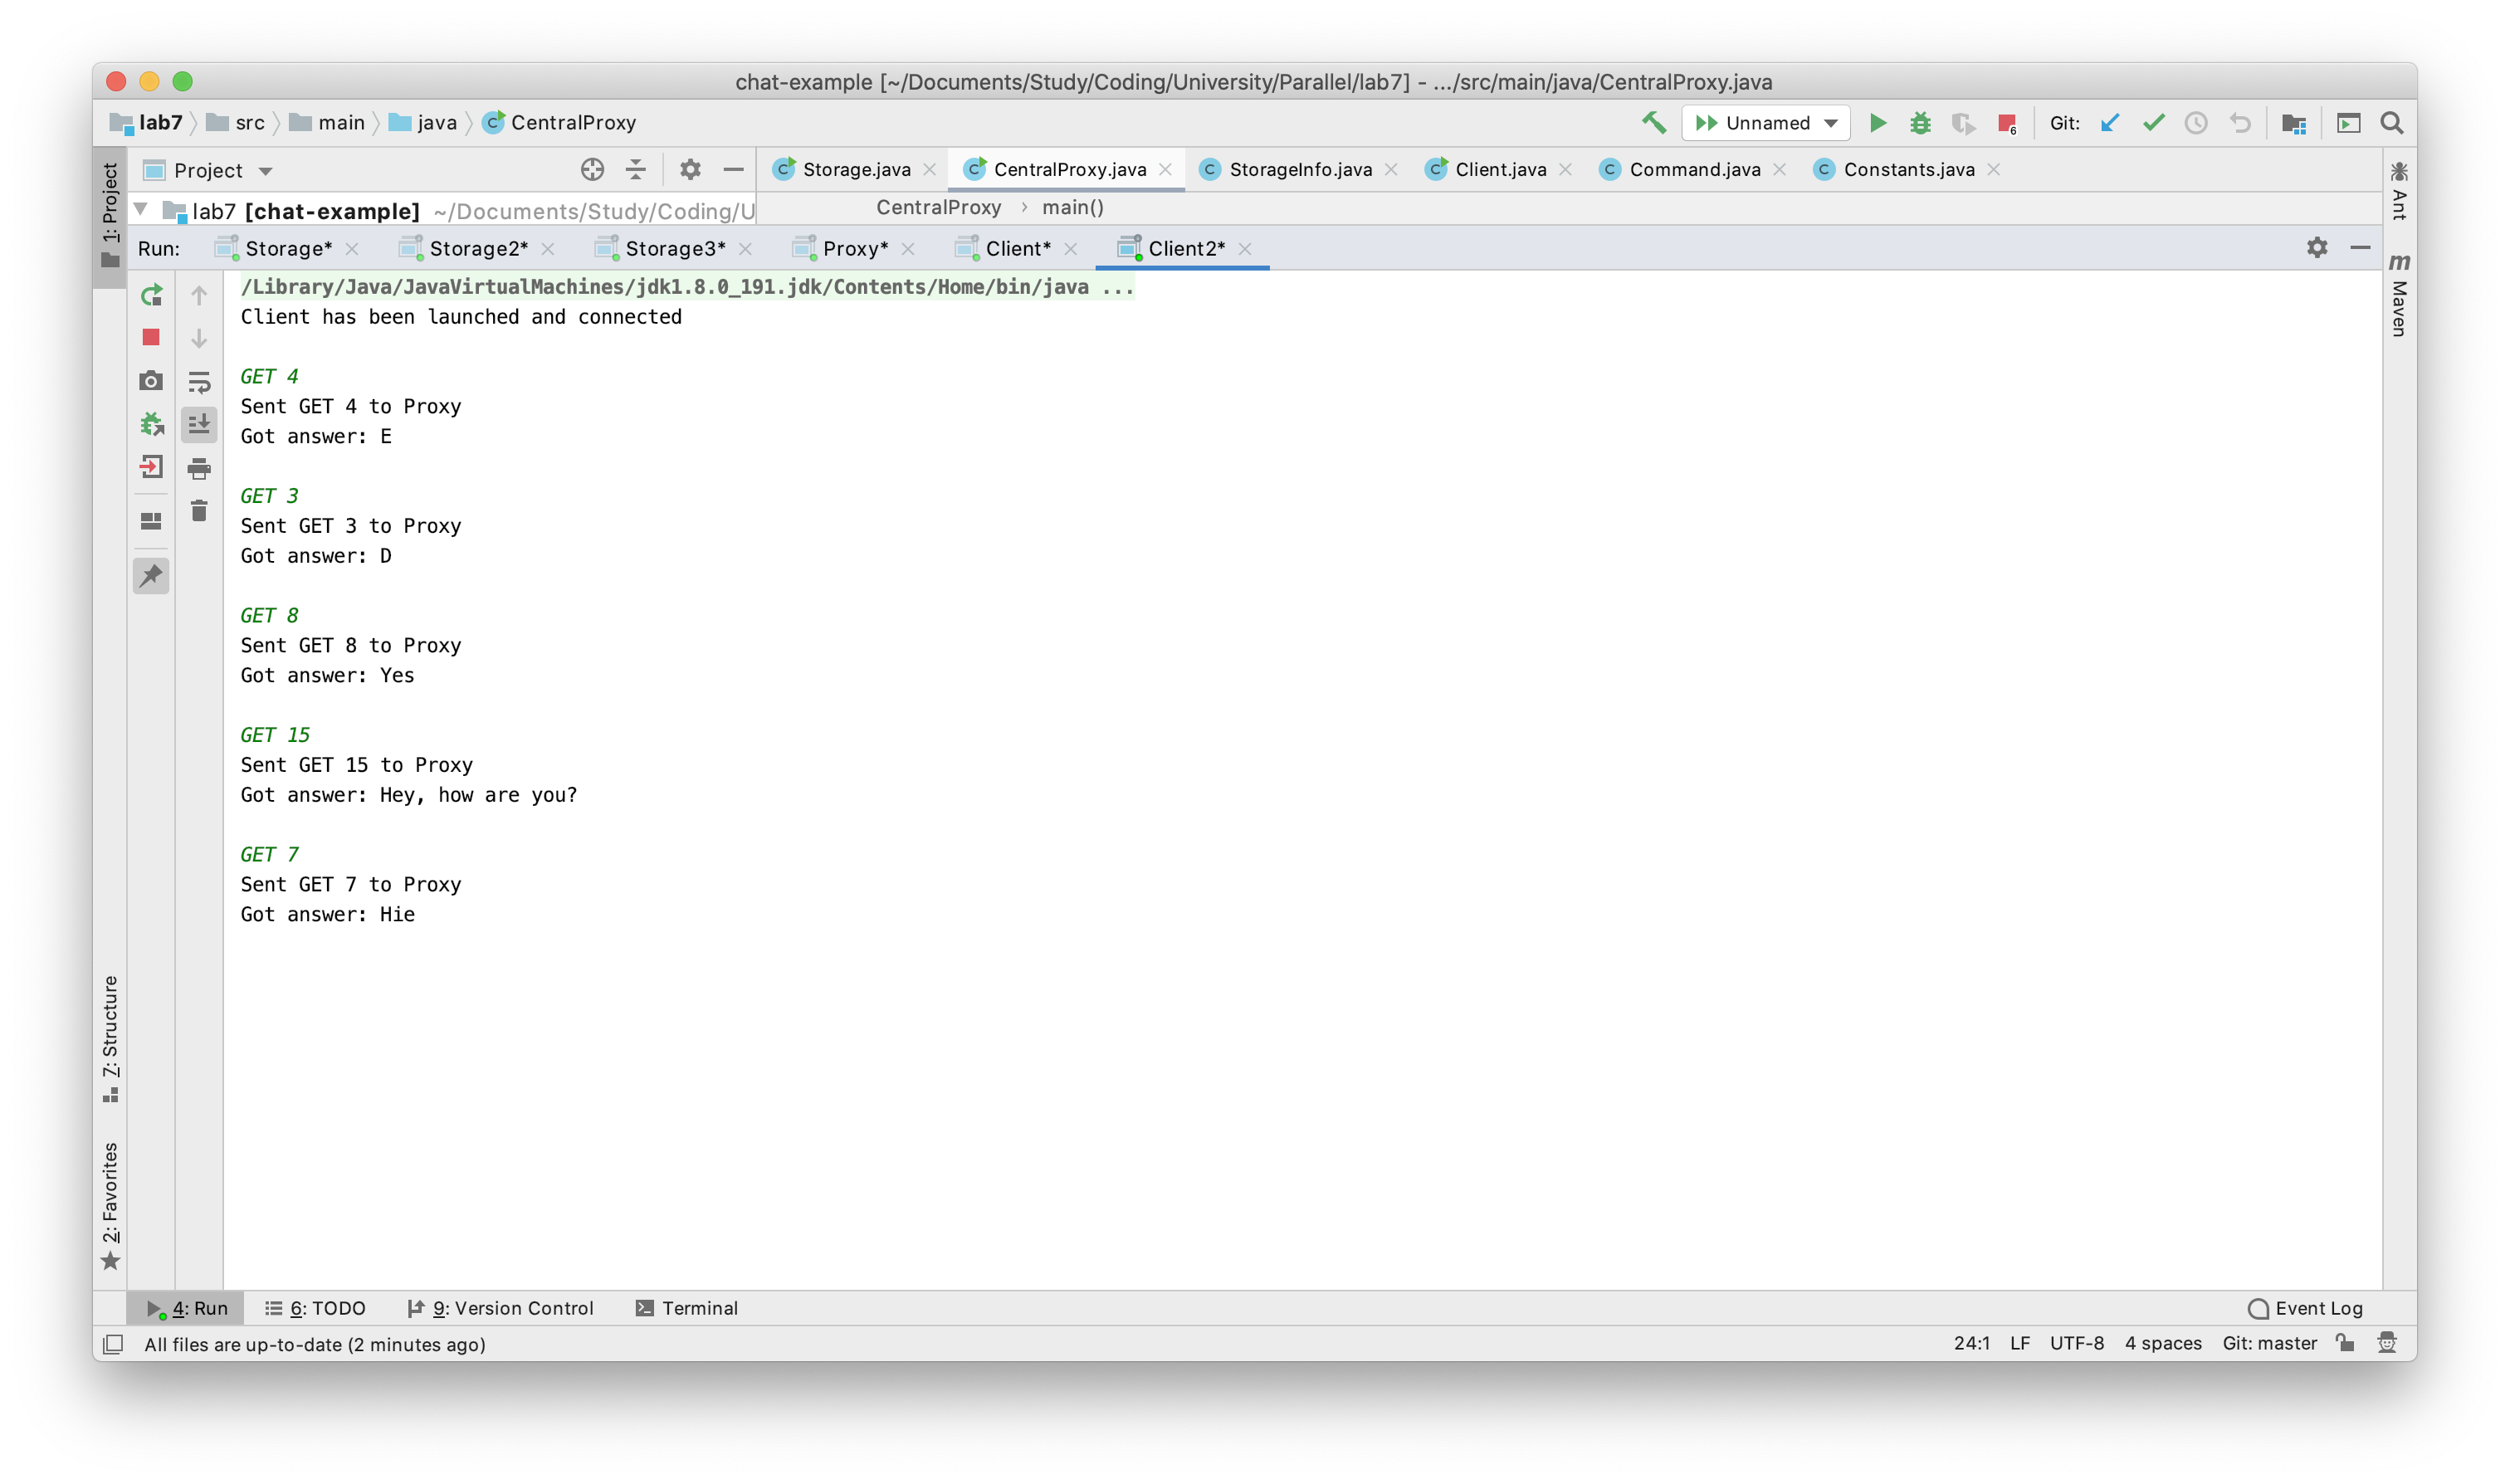 chat-example [~/Documents/Study/Coding/University/Parallel/lab7] - .../src/main/java/CentralProxy.java
lab7 src main java CentralProxy Unnamed 6 Git:
1: Project Project Storage.java CentralProxy.java StorageInfo.java Client.java Command.java Constants.java Ant
lab7 [chat-example] ~/Documents/Study/Coding/U CentralProxy › main()
Run: Storage* Storage2* Storage3* Proxy* Client* Client2*
Maven
/Library/Java/JavaVirtualMachines/jdk1.8.0_191.jdk/Contents/Home/bin/java ...
Client has been launched and connected
GET 4
Sent GET 4 to Proxy
Got answer: E
GET 3
Sent GET 3 to Proxy
Got answer: D
GET 8
Sent GET 8 to Proxy
Got answer: Yes
GET 15
Sent GET 15 to Proxy
Got answer: Hey, how are you?
GET 7
Sent GET 7 to Proxy
Got answer: Hie
7: Structure
2: Favorites
4: Run 6: TODO 9: Version Control Terminal Event Log
All files are up-to-date (2 minutes ago) 24:1 LF UTF-8 4 spaces Git: master